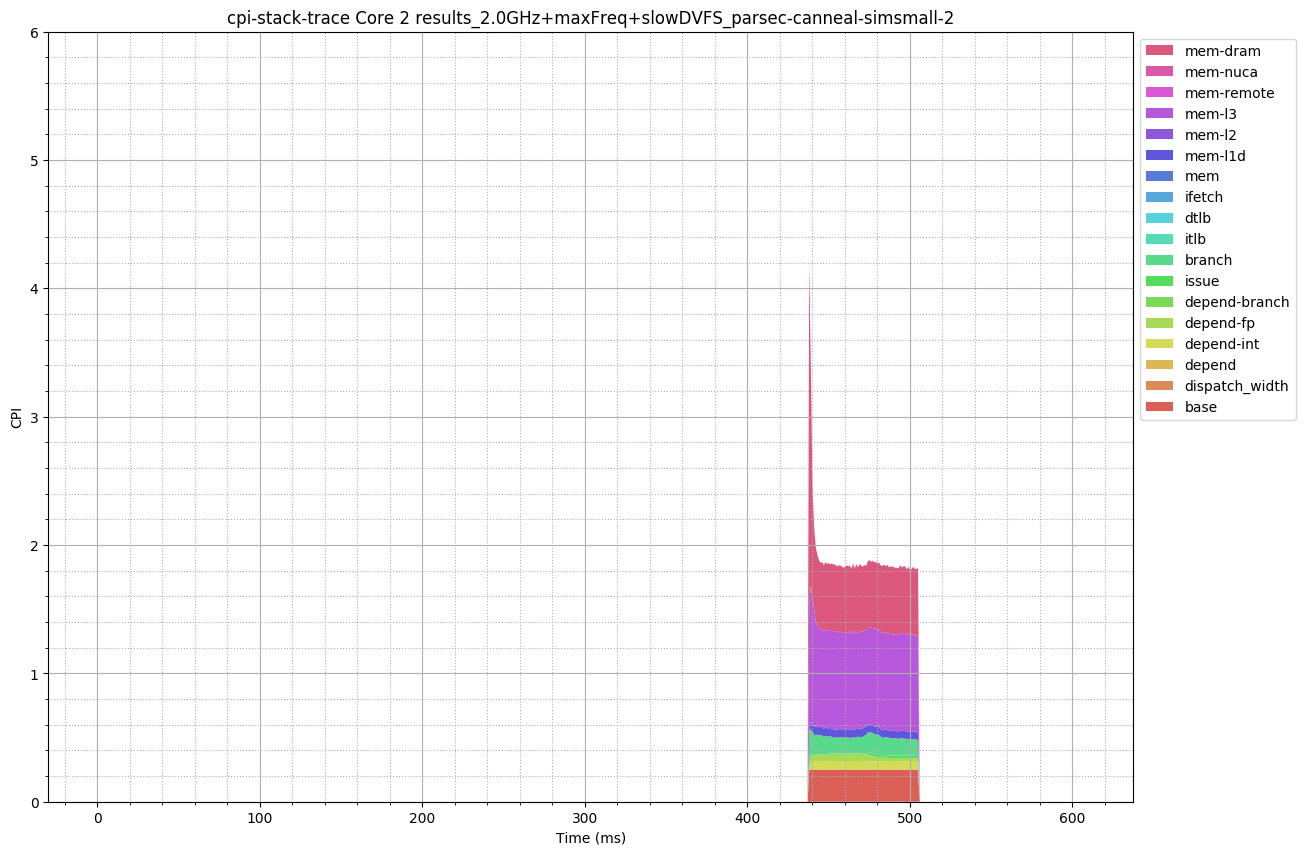 cpi-stack-trace Core 2 results_2.0GHz+maxFreq+slowDVFS_parsec-canneal-simsmall-2
6
5
4
3
2
1
0
CPI
0 100 200 300 400 500 600
Time (ms)
mem-dram
mem-nuca
mem-remote
mem-l3
mem-l2
mem-l1d
mem
ifetch
dtlb
itlb
branch
issue
depend-branch
depend-fp
depend-int
depend
dispatch_width
base